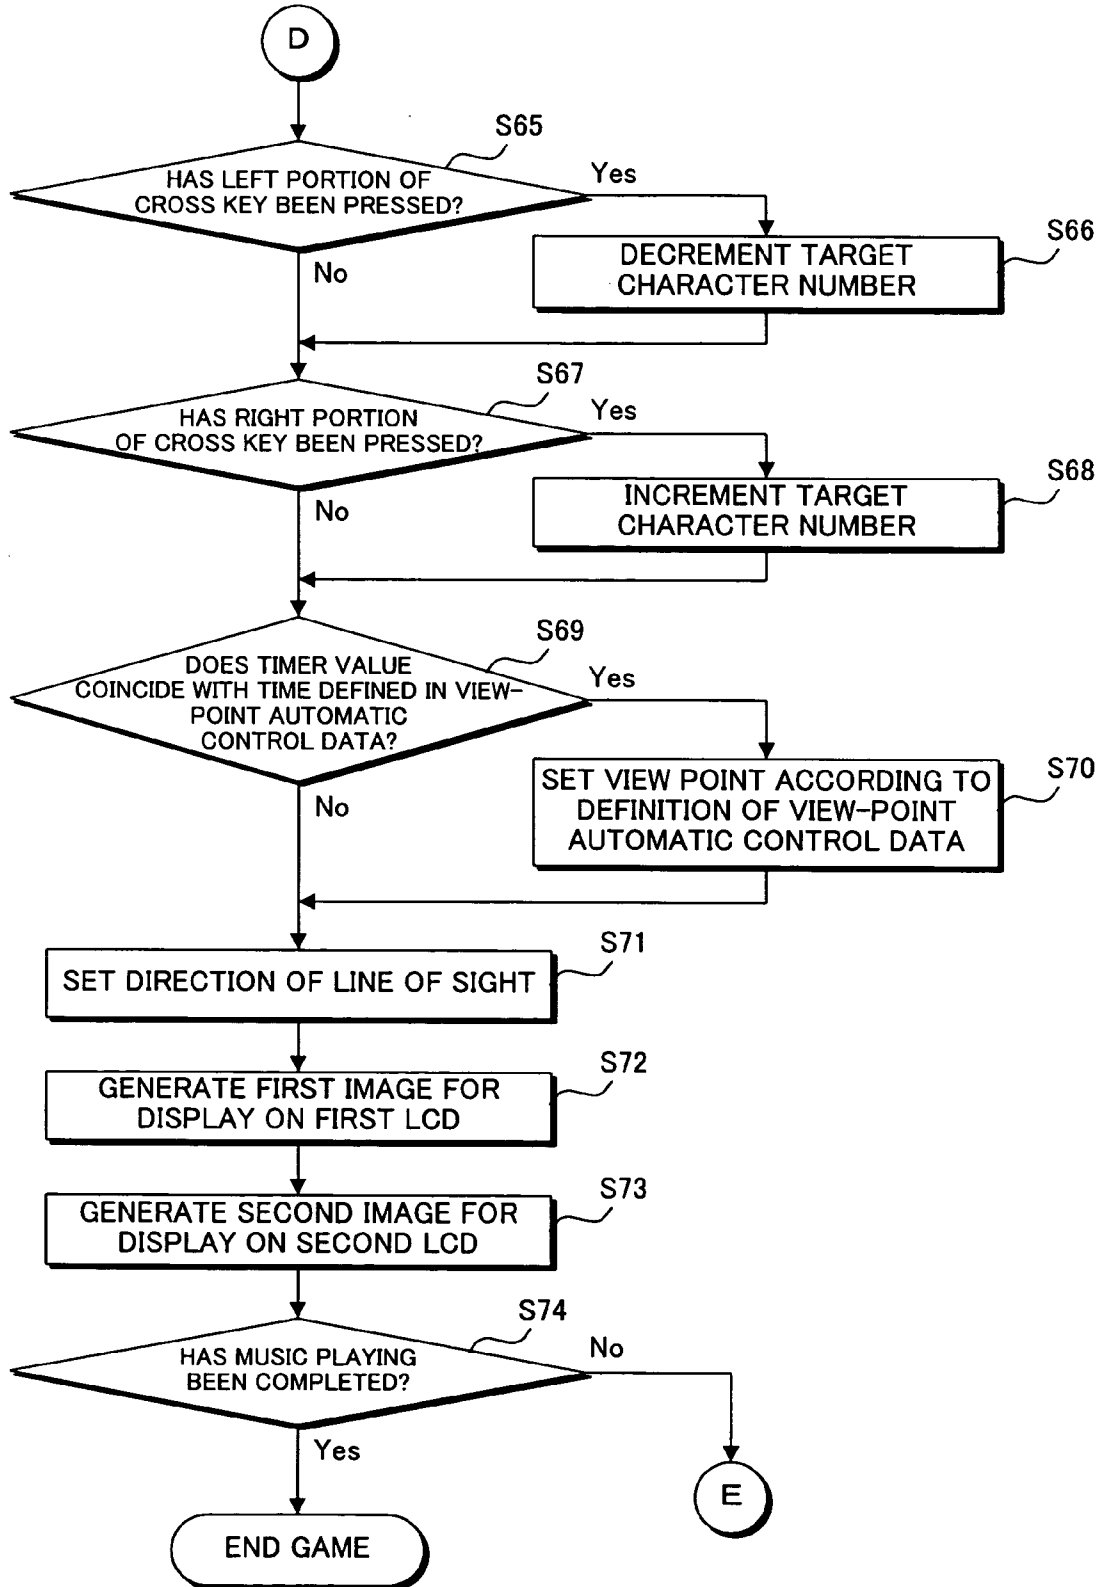 D
S65
HAS LEFT PORTION OF
CROSS KEY BEEN PRESSED?
Yes
S66
DECREMENT TARGET
CHARACTER NUMBER
No
S67
HAS RIGHT PORTION
OF CROSS KEY BEEN PRESSED?
Yes
S68
INCREMENT TARGET
CHARACTER NUMBER
No
S69
DOES TIMER VALUE
COINCIDE WITH TIME DEFINED IN VIEW-
POINT AUTOMATIC
CONTROL DATA?
Yes
S70
SET VIEW POINT ACCORDING TO
DEFINITION OF VIEW-POINT
AUTOMATIC CONTROL DATA
No
S71
SET DIRECTION OF LINE OF SIGHT
S72
GENERATE FIRST IMAGE FOR
DISPLAY ON FIRST LCD
S73
GENERATE SECOND IMAGE FOR
DISPLAY ON SECOND LCD
S74
HAS MUSIC PLAYING
BEEN COMPLETED?
No
Yes
E
END GAME